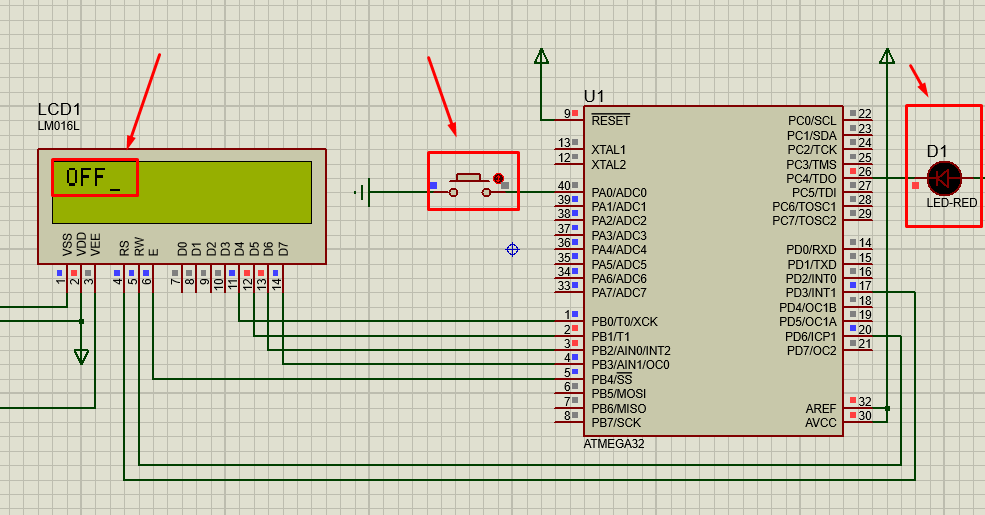 LCD1
LM016L
OFF_
VSS
VDD
VEE
RS
RW
E
D0
D1
D2
D3
D4
D5
D6
D7
1
2
3
4
5
6
7
8
9
10
11
12
13
14
U1
9 RESET
13 XTAL1
12 XTAL2
40 PA0/ADC0
39 PA1/ADC1
38 PA2/ADC2
37 PA3/ADC3
36 PA4/ADC4
35 PA5/ADC5
34 PA6/ADC6
33 PA7/ADC7
1 PB0/T0/XCK
2 PB1/T1
3 PB2/AIN0/INT2
4 PB3/AIN1/OC0
5 PB4/SS
6 PB5/MOSI
7 PB6/MISO
8 PB7/SCK
PC0/SCL 22
PC1/SDA 23
PC2/TCK 24
PC3/TMS 25
PC4/TDO 26
PC5/TDI 27
PC6/TOSC1 28
PC7/TOSC2 29
PD0/RXD 14
PD1/TXD 15
PD2/INT0 16
PD3/INT1 17
PD4/OC1B 18
PD5/OC1A 19
PD6/ICP1 20
PD7/OC2 21
AREF 32
AVCC 30
ATMEGA32
D1
LED-RED